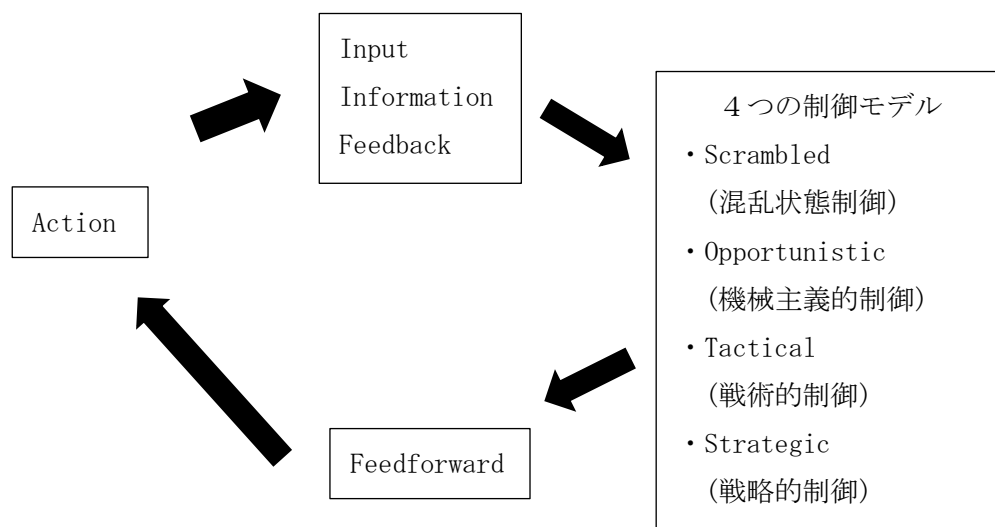 Input
Information
Feedback
４つの制御モデル
・Scrambled
（混乱状態制御）
・Opportunistic
（機械主義的制御）
・Tactical
（戦術的制御）
・Strategic
（戦略的制御）
Action
Feedforward